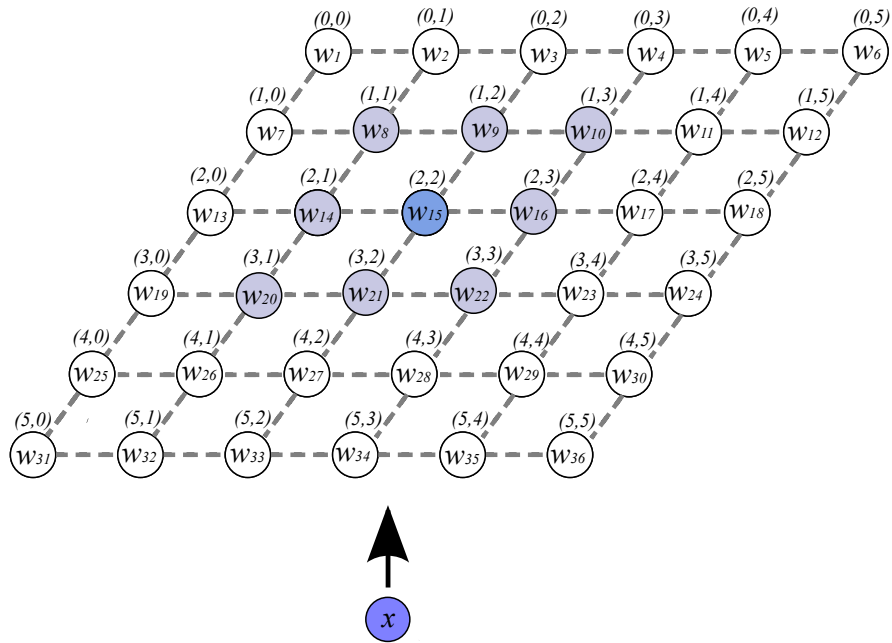 (0,0) (0,1) (0,2) (0,3) (0,4) (0,5)
w1 w2 w3 w4 w5 w6
(1,0) (1,1) (1,2) (1,3) (1,4) (1,5)
w7 w8 w9 w10 w11 w12
(2,0) (2,1) (2,2) (2,3) (2,4) (2,5)
w13 w14 w15 w16 w17 w18
(3,0) (3,1) (3,2) (3,3) (3,4) (3,5)
w19 w20 w21 w22 w23 w24
(4,0) (4,1) (4,2) (4,3) (4,4) (4,5)
w25 w26 w27 w28 w29 w30
(5,0) (5,1) (5,2) (5,3) (5,4) (5,5)
w31 w32 w33 w34 w35 w36
x